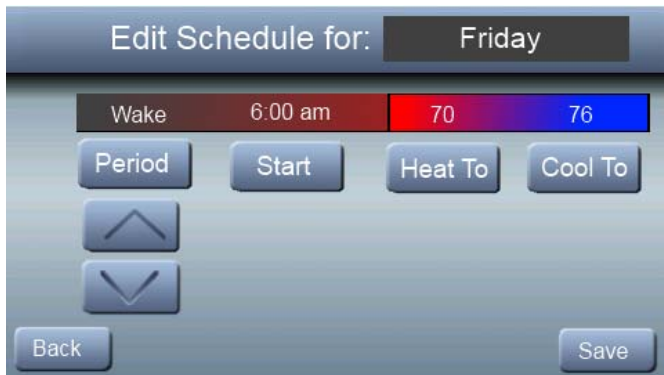 Edit Schedule for: Friday
Wake 6:00 am 70 76
Period Start Heat To Cool To
Back Save